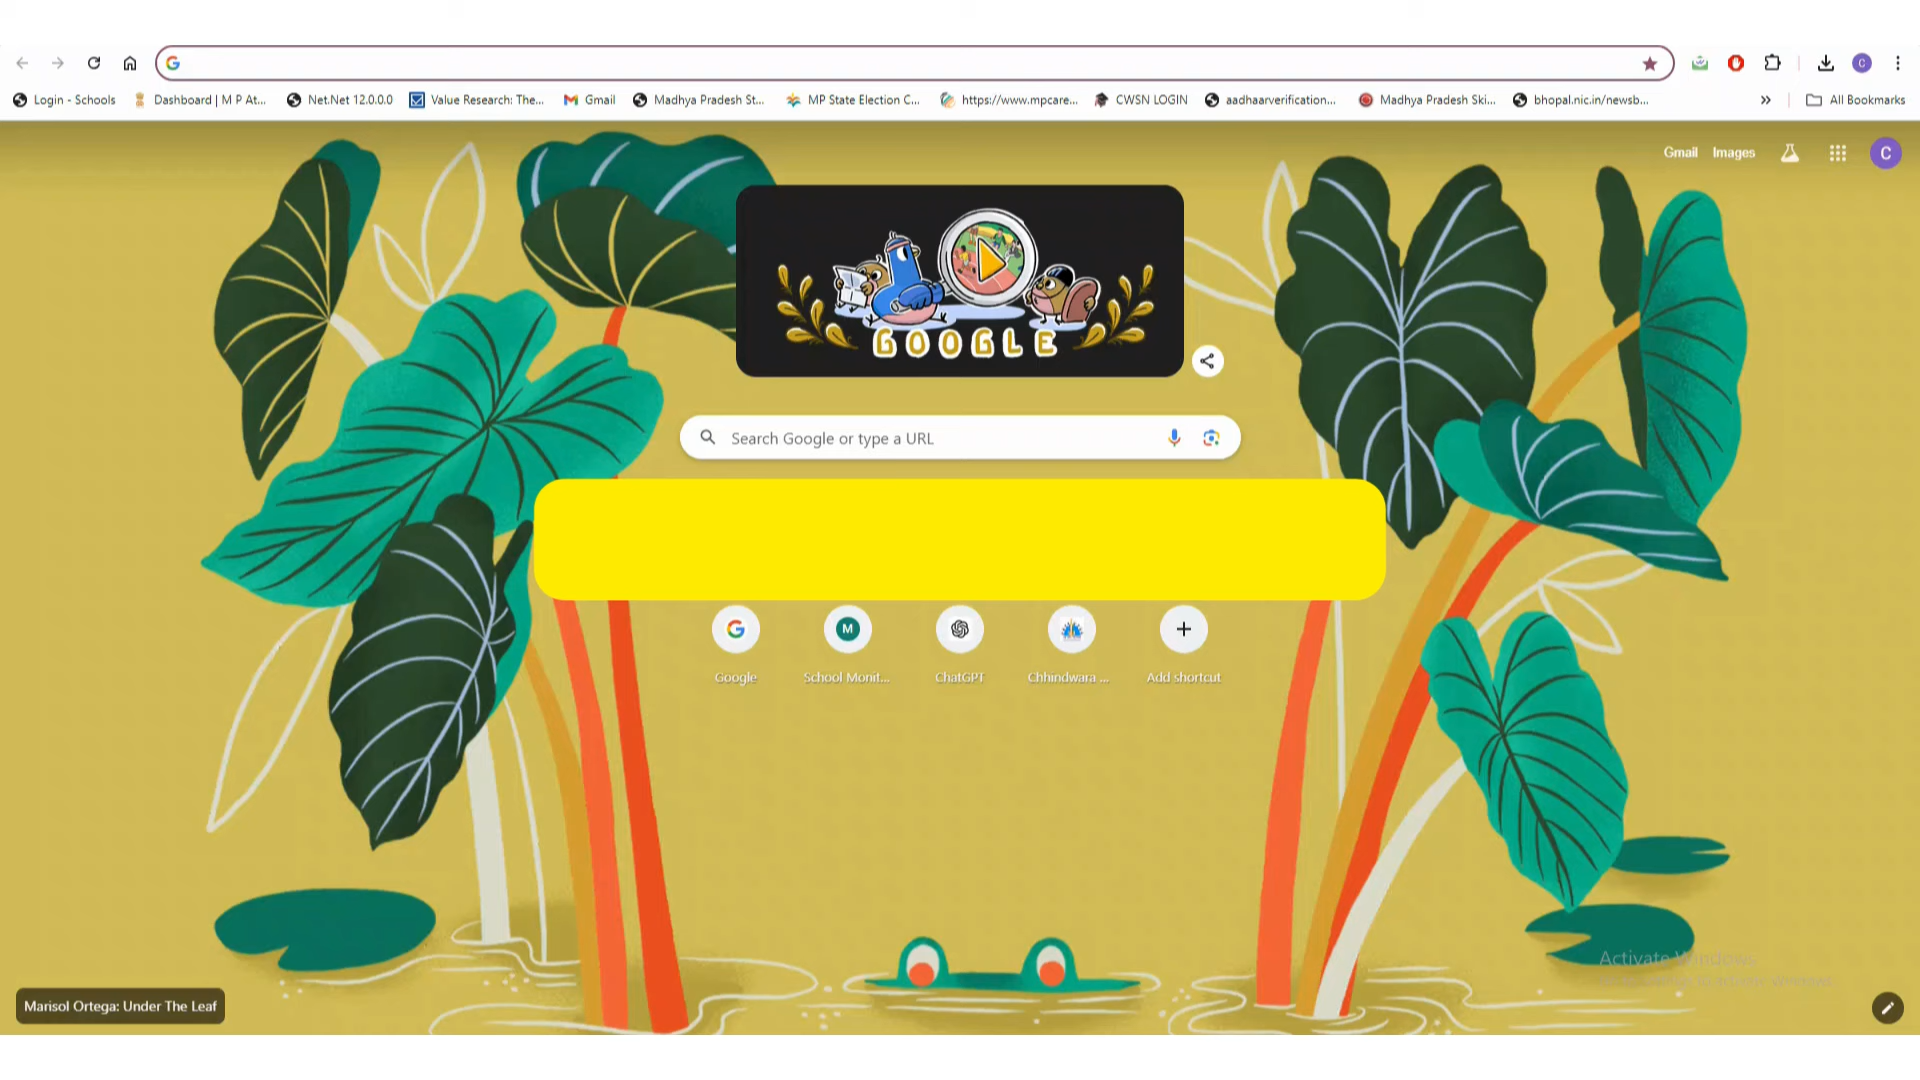 Login - Schools
Dashboard | M P At...
Net.Net 12.0.0.0
Value Research: The...
Gmail
Madhya Pradesh St...
MP State Election C...
https://www.mpcare...
CWSN LOGIN
aadhaarverification...
Madhya Pradesh Ski...
bhopal.nic.in/newsb...
All Bookmarks
C
Gmail
Images
C
GOOGLE
Search Google or type a URL
M
Google
School Monit...
ChatGPT
Chhindwara ...
Add shortcut
Activate Windows
Marisol Ortega: Under The Leaf